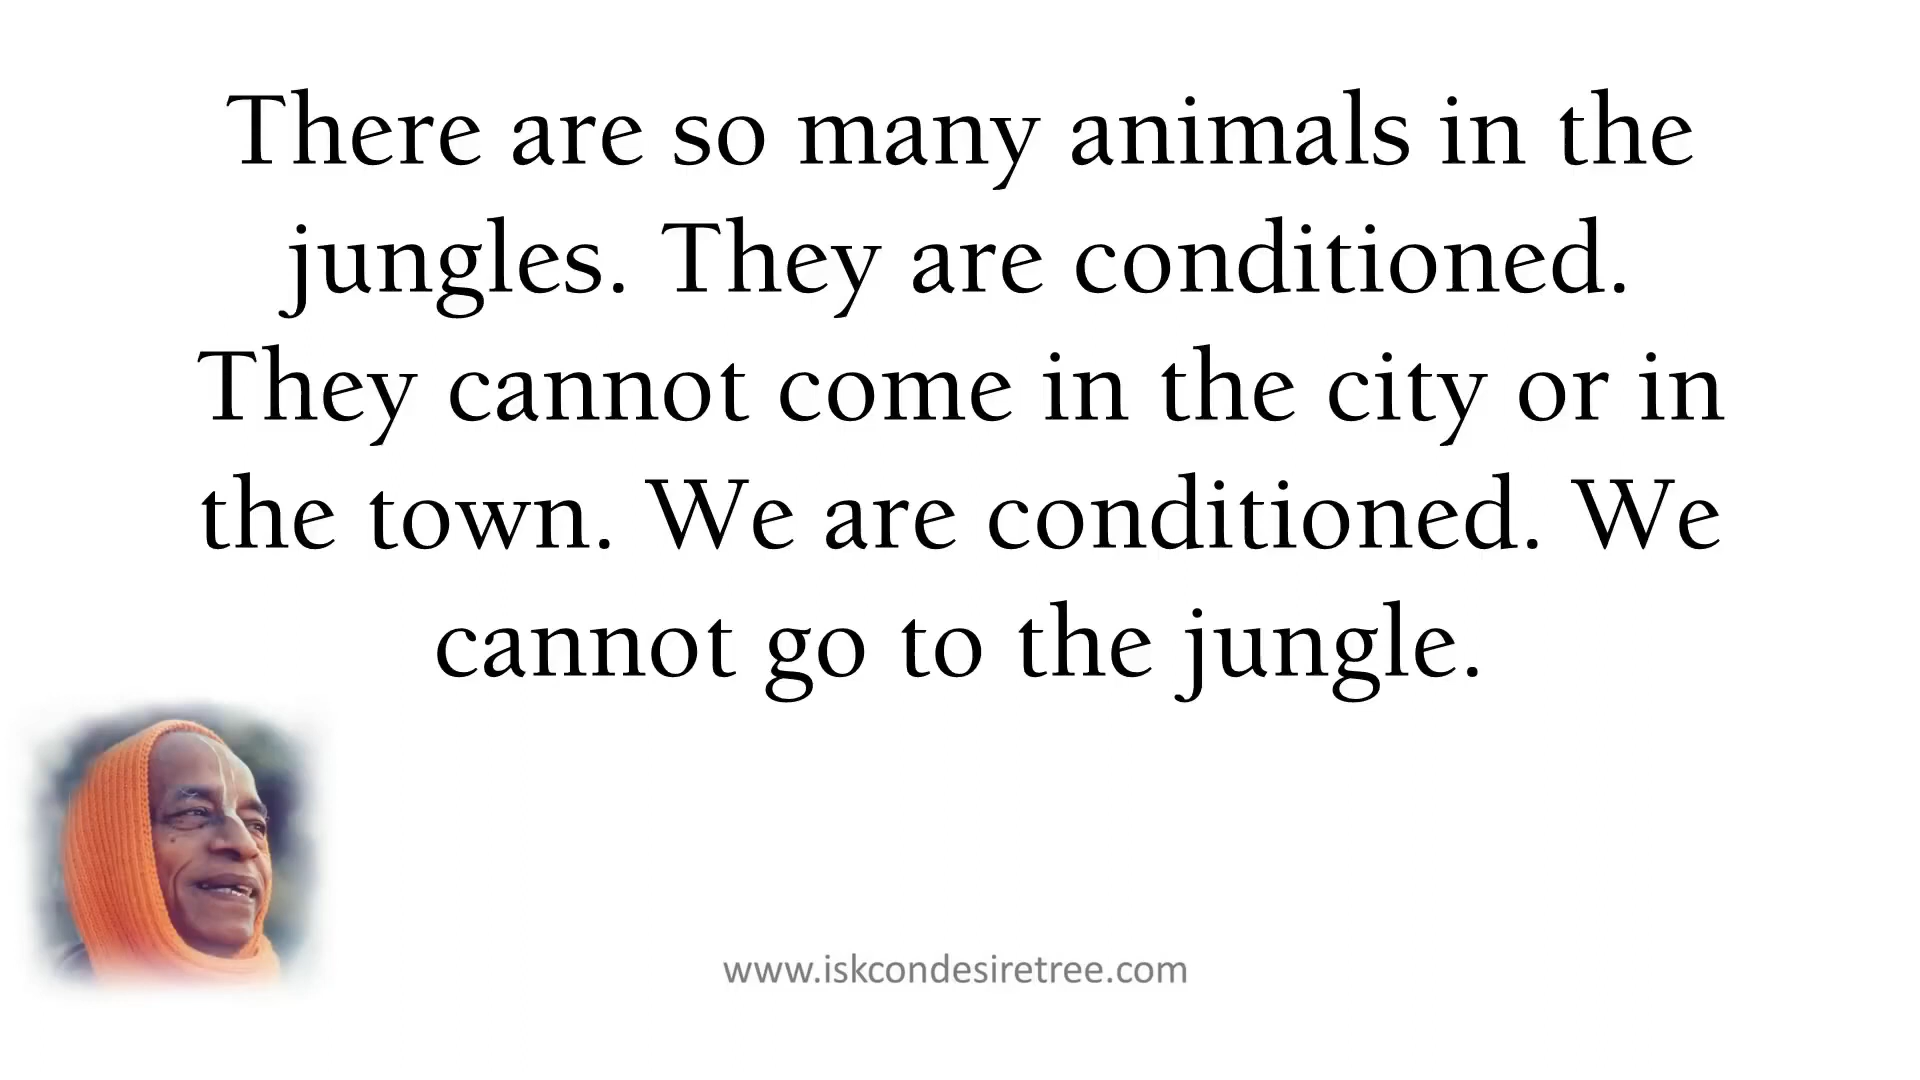 There are so many animals in the
jungles. They are conditioned.
They cannot come in the city or in
the town. We are conditioned. We
cannot go to the jungle.
www.iskcondesiretree.com